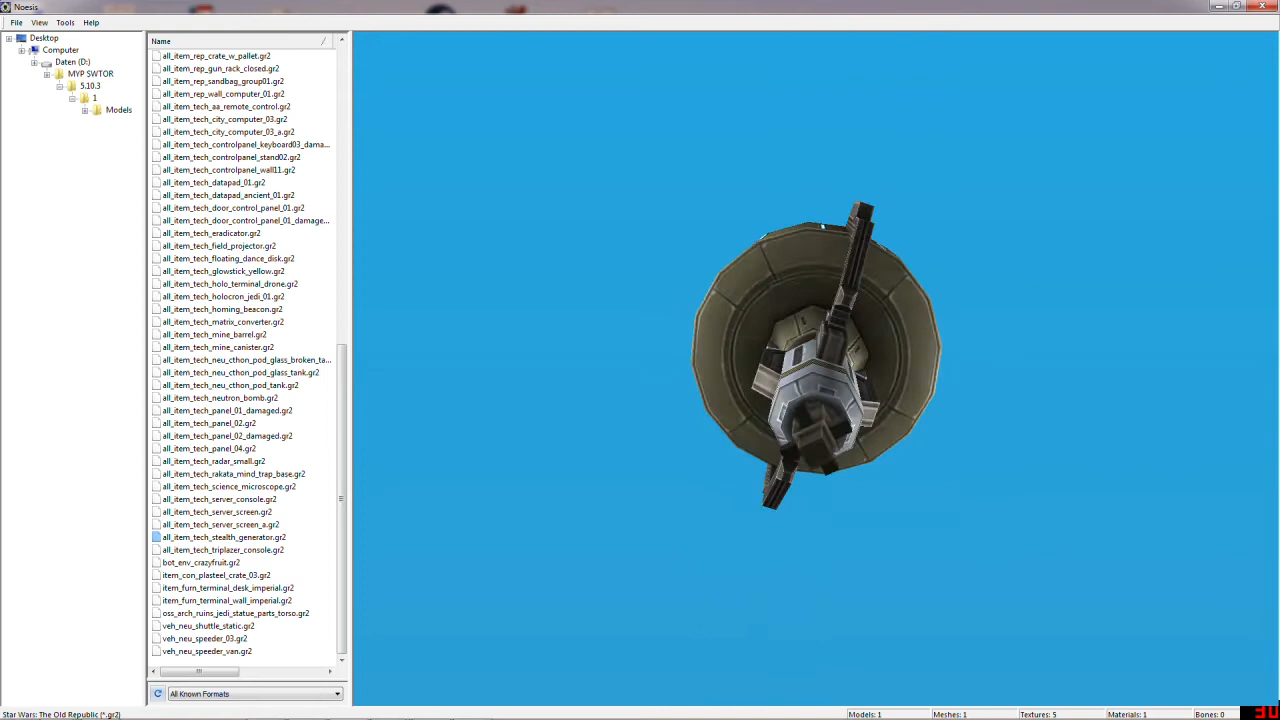 Noesis
File View Tools Help
Desktop
Computer
Daten (D:)
MYP SWTOR
5.10.3
1
Models
Name
all_item_rep_crate_w_pallet.gr2
all_item_rep_gun_rack_closed.gr2
all_item_rep_sandbag_group01.gr2
all_item_rep_wall_computer_01.gr2
all_item_tech_aa_remote_control.gr2
all_item_tech_city_computer_03.gr2
all_item_tech_city_computer_03_a.gr2
all_item_tech_controlpanel_keyboard03_dama...
all_item_tech_controlpanel_stand02.gr2
all_item_tech_controlpanel_wall11.gr2
all_item_tech_datapad_01.gr2
all_item_tech_datapad_ancient_01.gr2
all_item_tech_door_control_panel_01.gr2
all_item_tech_door_control_panel_01_damage...
all_item_tech_eradicator.gr2
all_item_tech_field_projector.gr2
all_item_tech_floating_dance_disk.gr2
all_item_tech_glowstick_yellow.gr2
all_item_tech_holo_terminal_drone.gr2
all_item_tech_holocron_jedi_01.gr2
all_item_tech_homing_beacon.gr2
all_item_tech_matrix_converter.gr2
all_item_tech_mine_barrel.gr2
all_item_tech_mine_canister.gr2
all_item_tech_neu_cthon_pod_glass_broken_ta...
all_item_tech_neu_cthon_pod_glass_tank.gr2
all_item_tech_neu_cthon_pod_tank.gr2
all_item_tech_neutron_bomb.gr2
all_item_tech_panel_01_damaged.gr2
all_item_tech_panel_02.gr2
all_item_tech_panel_02_damaged.gr2
all_item_tech_panel_04.gr2
all_item_tech_radar_small.gr2
all_item_tech_rakata_mind_trap_base.gr2
all_item_tech_science_microscope.gr2
all_item_tech_server_console.gr2
all_item_tech_server_screen.gr2
all_item_tech_server_screen_a.gr2
all_item_tech_stealth_generator.gr2
all_item_tech_triplazer_console.gr2
bot_env_crazyfruit.gr2
item_con_plasteel_crate_03.gr2
item_furn_terminal_desk_imperial.gr2
item_furn_terminal_wall_imperial.gr2
oss_arch_ruins_jedi_statue_parts_torso.gr2
veh_neu_shuttle_static.gr2
veh_neu_speeder_03.gr2
veh_neu_speeder_van.gr2
All Known Formats
Star Wars: The Old Republic (*.gr2) Models: 1 Meshes: 1 Textures: 5 Materials: 1 Bones: 0 30